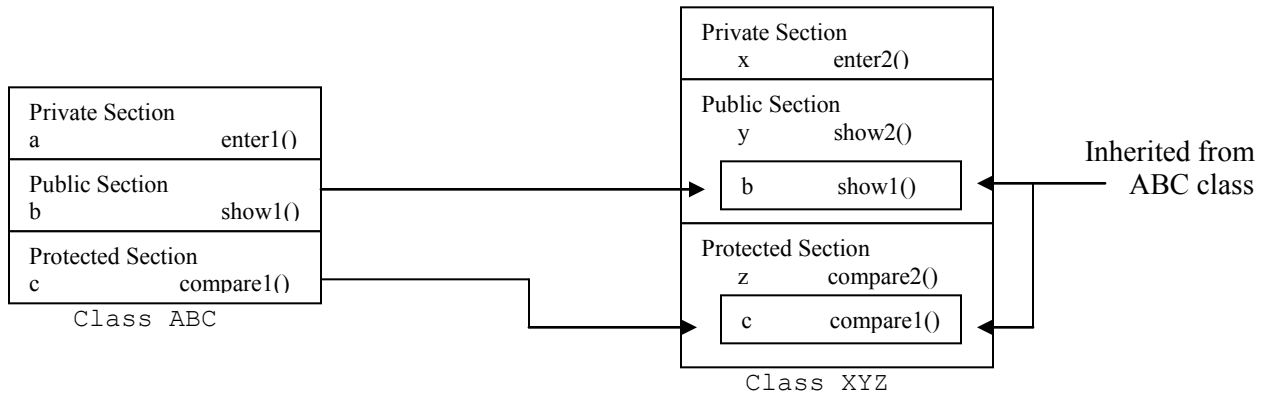 Private Section
a enter1()
Public Section
b show1()
Protected Section
c compare1()
Class ABC
Private Section
x enter2()
Public Section
y show2()
b show1()
Protected Section
z compare2()
c compare1()
Class XYZ
Inherited from
ABC class